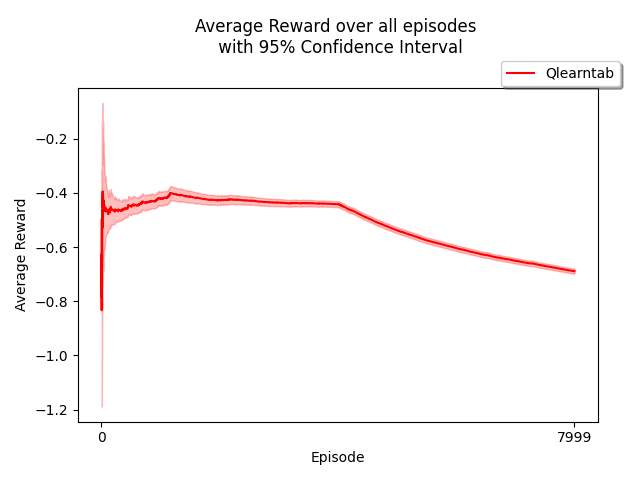 Average Reward over all episodes
with 95% Confidence Interval
Qlearntab
−0.2
−0.4
−0.6
−0.8
−1.0
−1.2
Average Reward
0
7999
Episode